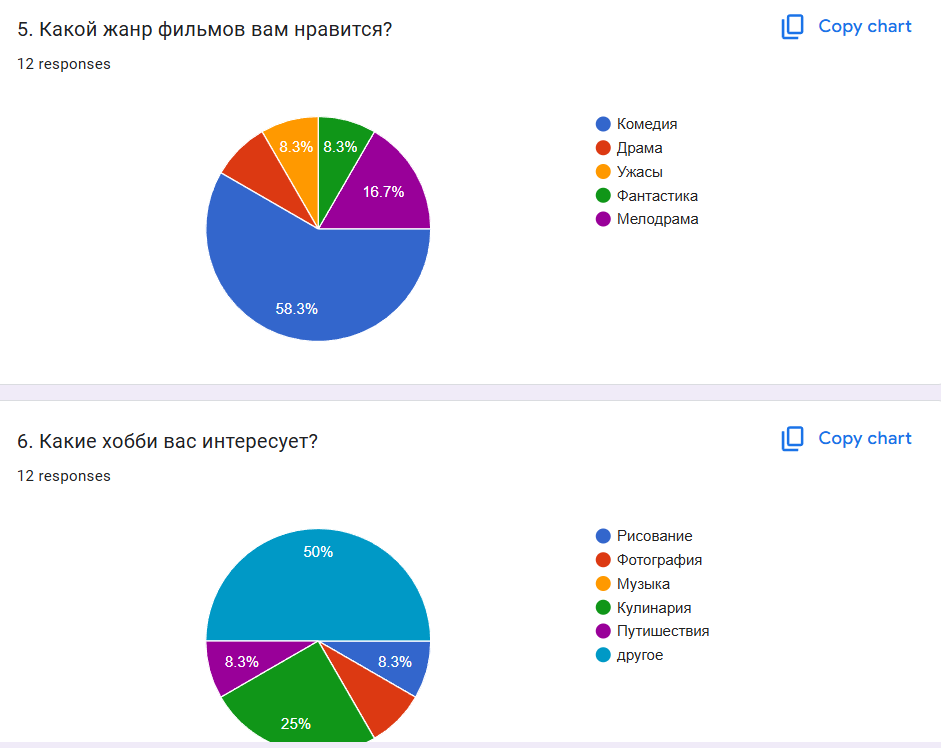 5. Какой жанр фильмов вам нравится?
Copy chart
12 responses
8.3%
8.3%
16.7%
58.3%
Комедия
Драма
Ужасы
Фантастика
Мелодрама
6. Какие хобби вас интересует?
Copy chart
12 responses
50%
8.3%
8.3%
25%
Рисование
Фотография
Музыка
Кулинария
Путишествия
другое